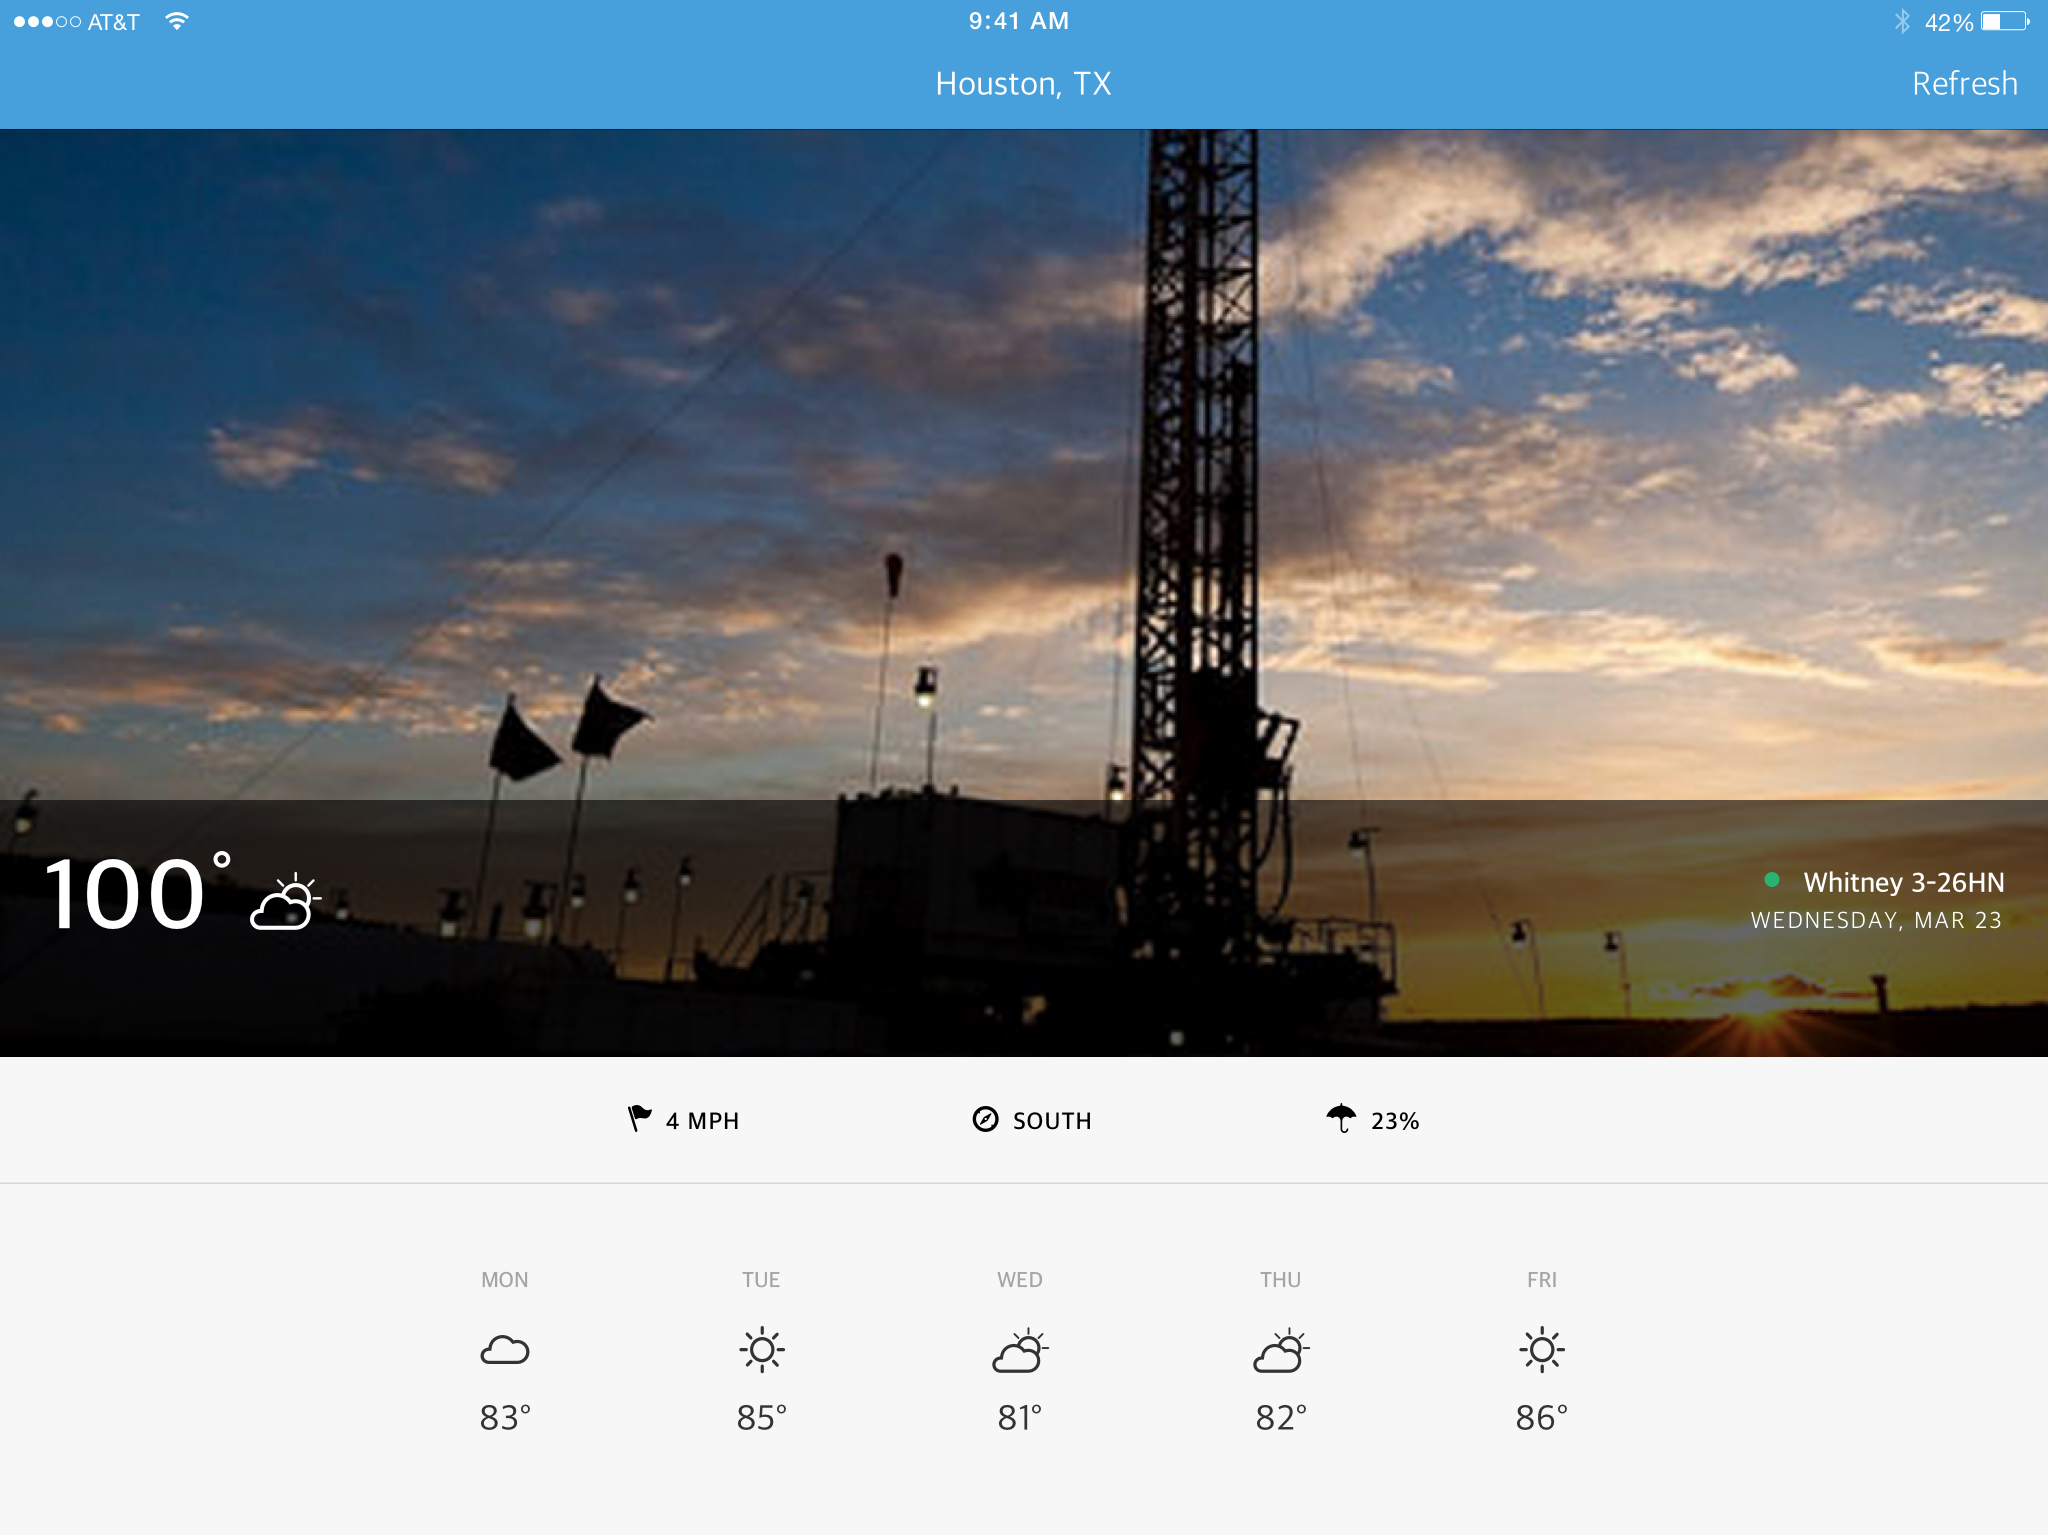 AT&T 9:41 AM 42%
Houston, TX Refresh
100°
Whitney 3-26HN
WEDNESDAY, MAR 23
4 MPH SOUTH 23%
MON TUE WED THU FRI
83° 85° 81° 82° 86°